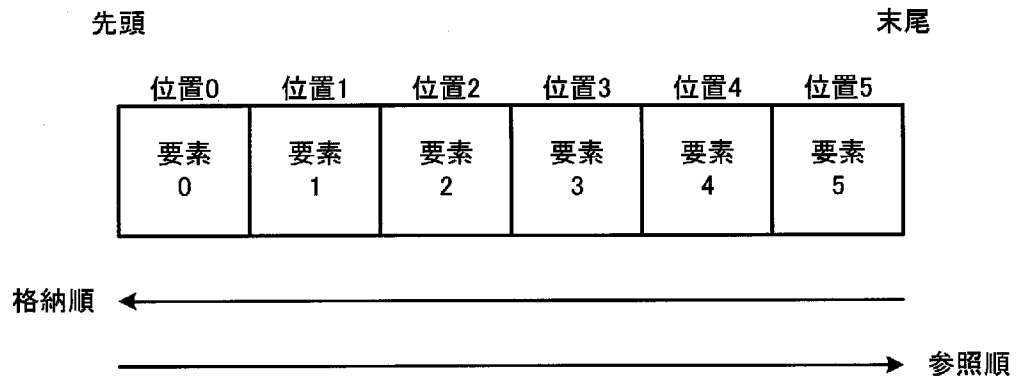 先頭 末尾
位置0 位置1 位置2 位置3 位置4 位置5
要素 要素 要素 要素 要素 要素
0 1 2 3 4 5
格納順
参照順